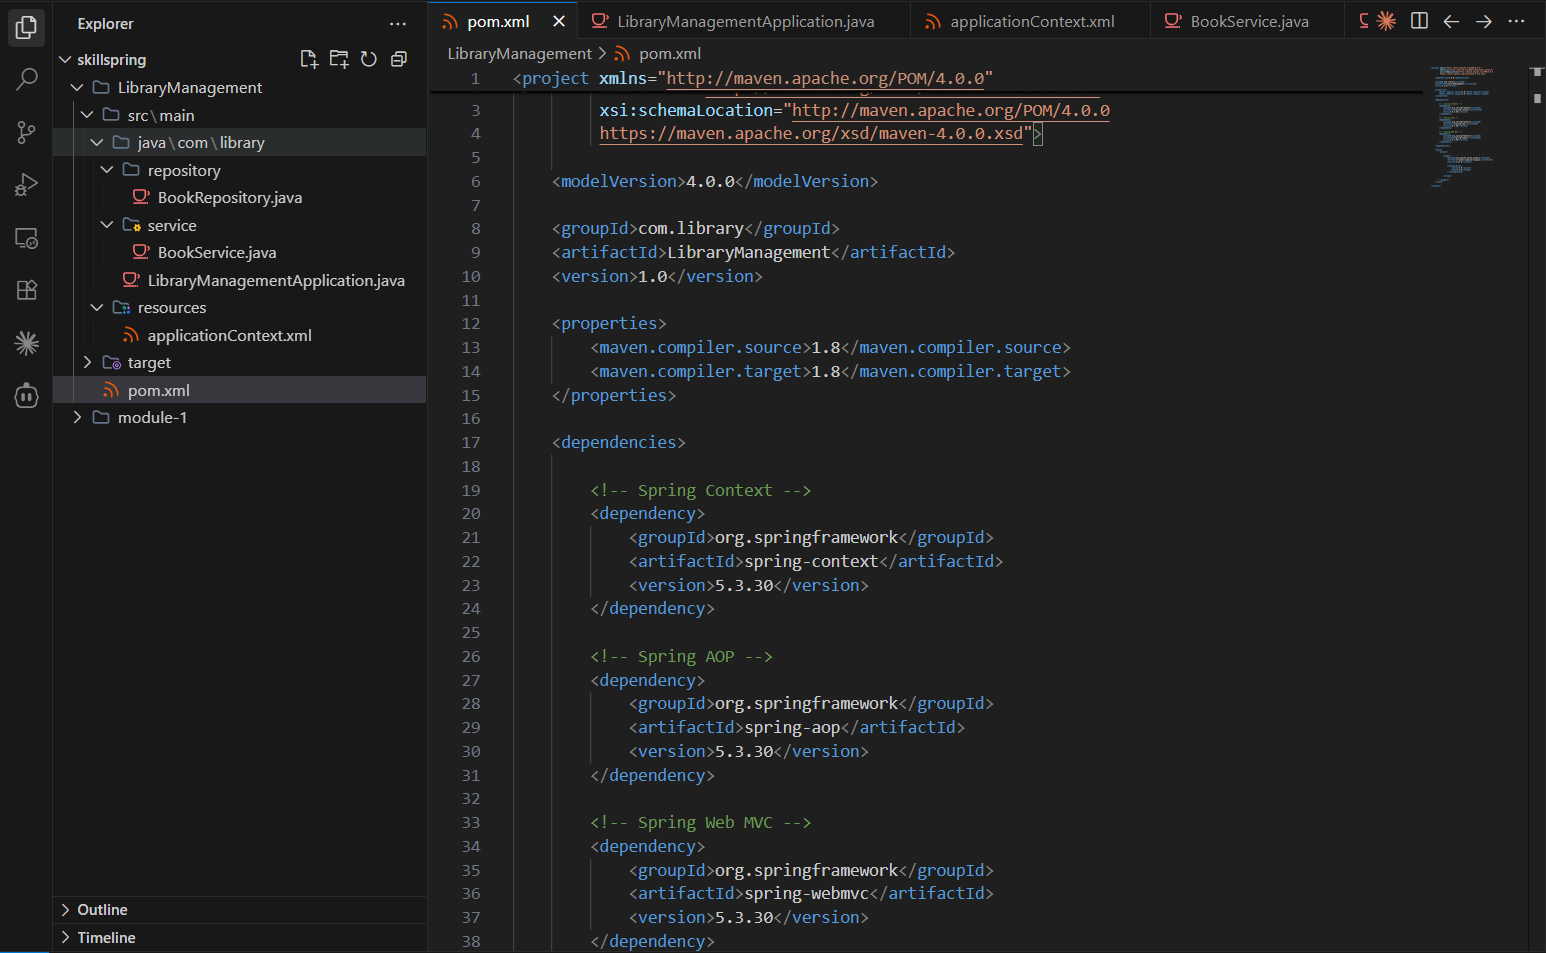 Explorer
skillspring
LibraryManagement
src\main
java\com\library
repository
BookRepository.java
service
BookService.java
LibraryManagementApplication.java
resources
applicationContext.xml
target
pom.xml
module-1
Outline
Timeline
pom.xml
LibraryManagementApplication.java
applicationContext.xml
BookService.java
LibraryManagement > pom.xml
1 <project xmlns="http://maven.apache.org/POM/4.0.0"
3 xsi:schemaLocation="http://maven.apache.org/POM/4.0.0
4 https://maven.apache.org/xsd/maven-4.0.0.xsd">
5
6 <modelVersion>4.0.0</modelVersion>
7
8 <groupId>com.library</groupId>
9 <artifactId>LibraryManagement</artifactId>
10 <version>1.0</version>
11
12 <properties>
13 <maven.compiler.source>1.8</maven.compiler.source>
14 <maven.compiler.target>1.8</maven.compiler.target>
15 </properties>
16
17 <dependencies>
18
19 <!-- Spring Context -->
20 <dependency>
21 <groupId>org.springframework</groupId>
22 <artifactId>spring-context</artifactId>
23 <version>5.3.30</version>
24 </dependency>
25
26 <!-- Spring AOP -->
27 <dependency>
28 <groupId>org.springframework</groupId>
29 <artifactId>spring-aop</artifactId>
30 <version>5.3.30</version>
31 </dependency>
32
33 <!-- Spring Web MVC -->
34 <dependency>
35 <groupId>org.springframework</groupId>
36 <artifactId>spring-webmvc</artifactId>
37 <version>5.3.30</version>
38 </dependency>